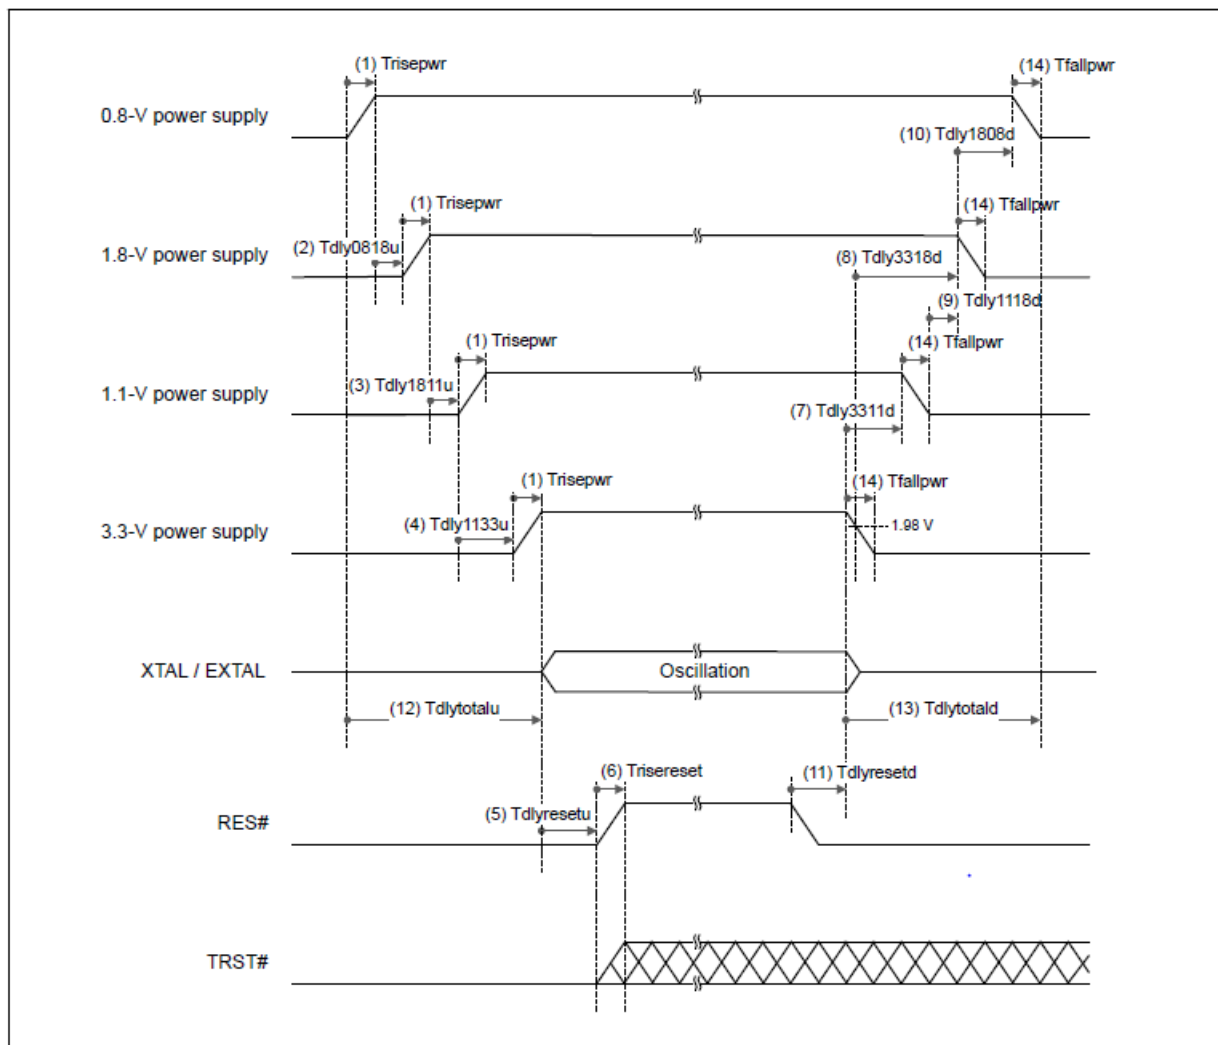 (1) Trisepwr
(14) Tfallpwr
0.8-V power supply
(10) Tdly1808d
(1) Trisepwr
(14) Tfallpwr
(2) Tdly0818u
1.8-V power supply
(8) Tdly3318d
(9) Tdly1118d
(1) Trisepwr
(14) Tfallpwr
(3) Tdly1811u
1.1-V power supply
(7) Tdly3311d
(1) Trisepwr
(14) Tfallpwr
(4) Tdly1133u
3.3-V power supply
1.98 V
XTAL / EXTAL
Oscillation
(12) Tdlytotalu
(13) Tdlytotald
(6) Trisereset
(11) Tdlyresetd
(5) Tdlyresetu
RES#
TRST#